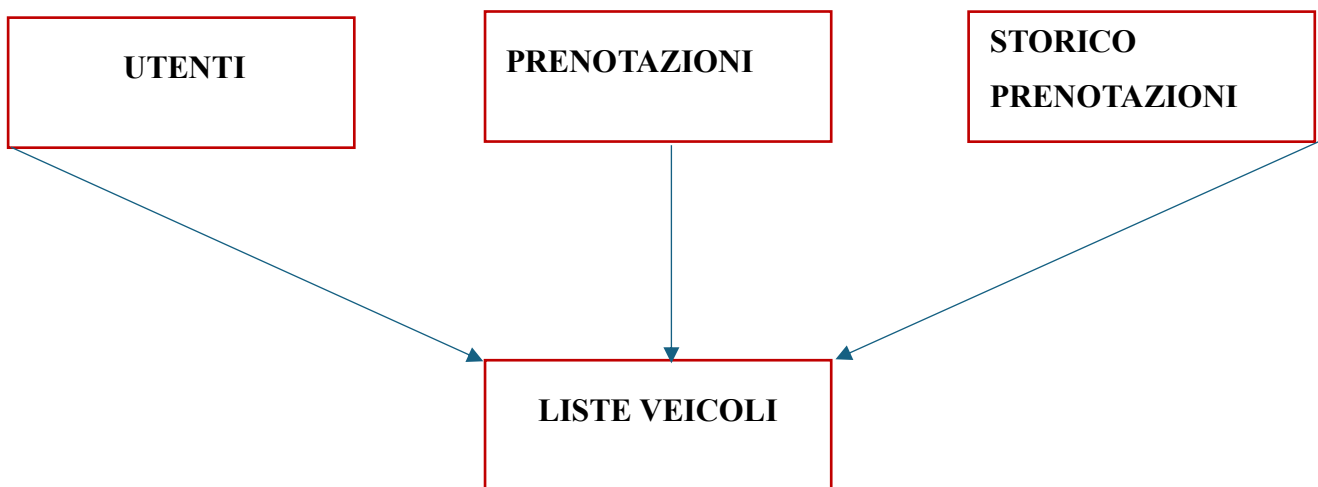 UTENTI
PRENOTAZIONI
STORICO
PRENOTAZIONI
LISTE VEICOLI